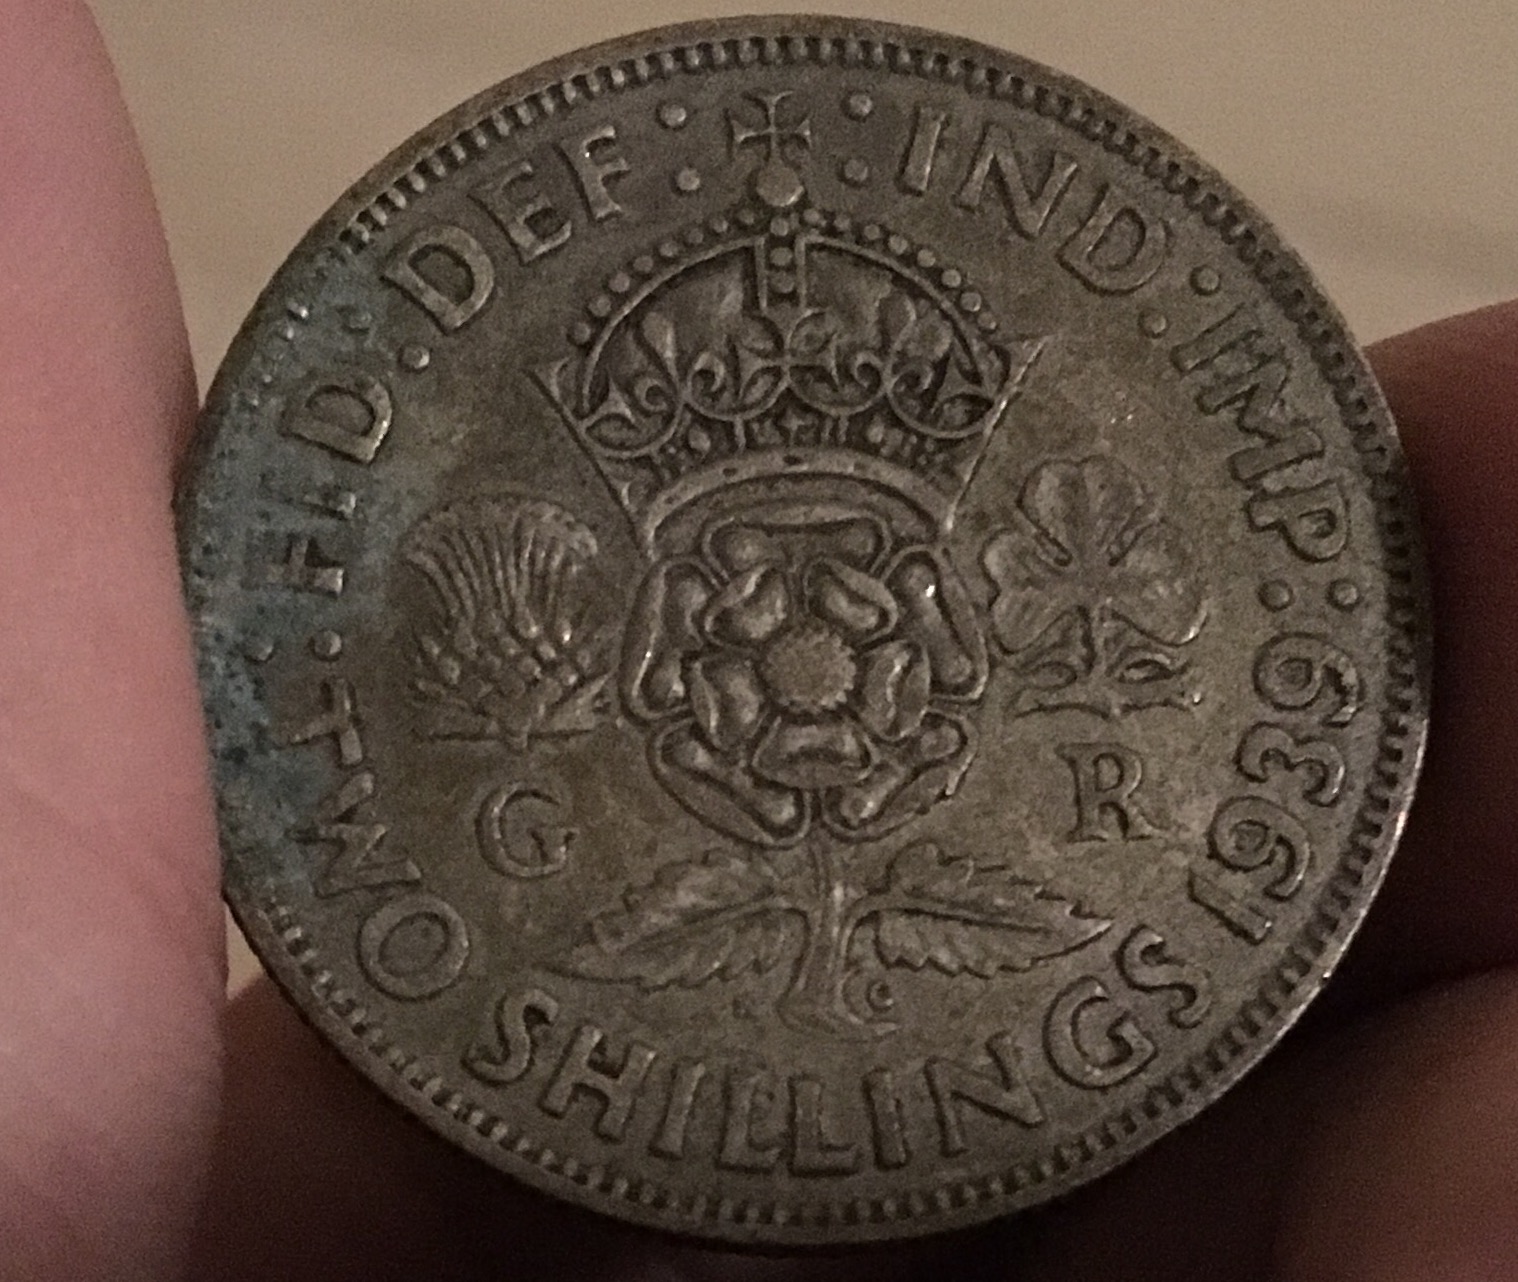 FID : DEF : IND : IMP : 1939
TWO SHILLINGS
G R